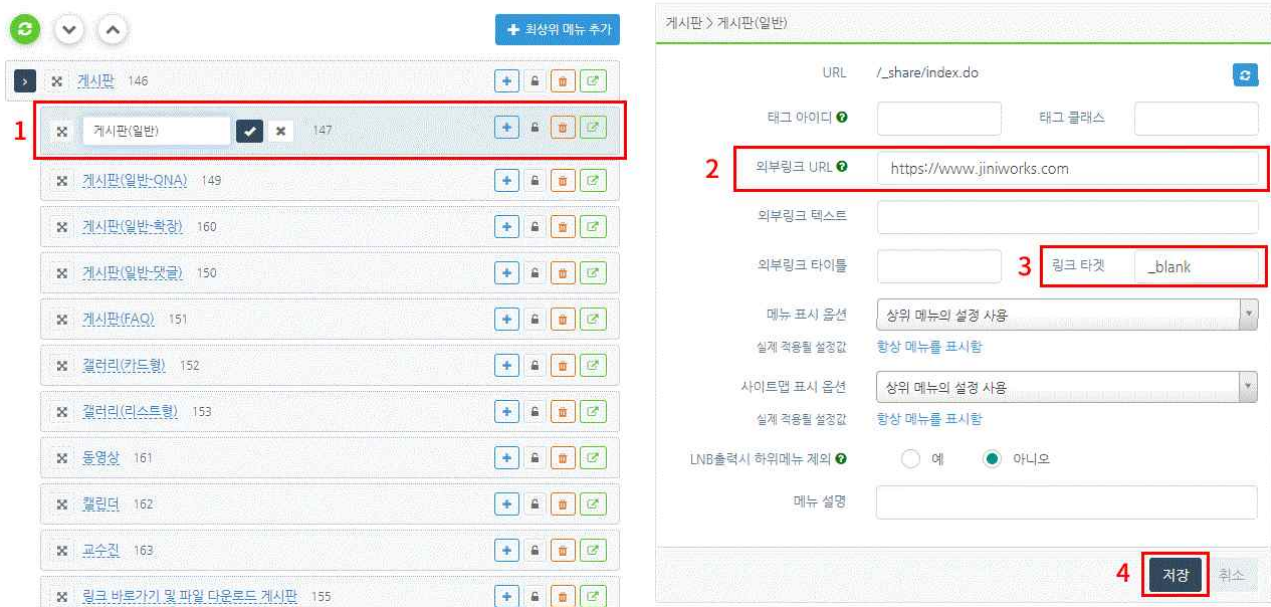 + 최상위 메뉴 추가
게시판 146
1 게시판(일반) 147
게시판(일반-QNA) 149
게시판(일반-확장) 160
게시판(일반-댓글) 150
게시판(FAQ) 151
갤러리(카드형) 152
갤러리(리스트형) 153
동영상 161
캘린더 162
교수진 163
링크 바로가기 및 파일 다운로드 게시판 155
게시판 > 게시판(일반)
URL /_share/index.do
태그 아이디 태그 클래스
2 외부링크 URL https://www.jiniworks.com
외부링크 텍스트
외부링크 타이틀 3 링크 타겟 _blank
메뉴 표시 옵션 상위 메뉴의 설정 사용
실제 적용될 설정값 항상 메뉴를 표시함
사이트맵 표시 옵션 상위 메뉴의 설정 사용
실제 적용될 설정값 항상 메뉴를 표시함
LNB출력시 하위메뉴 제외 예 아니오
메뉴 설명
4 저장 취소